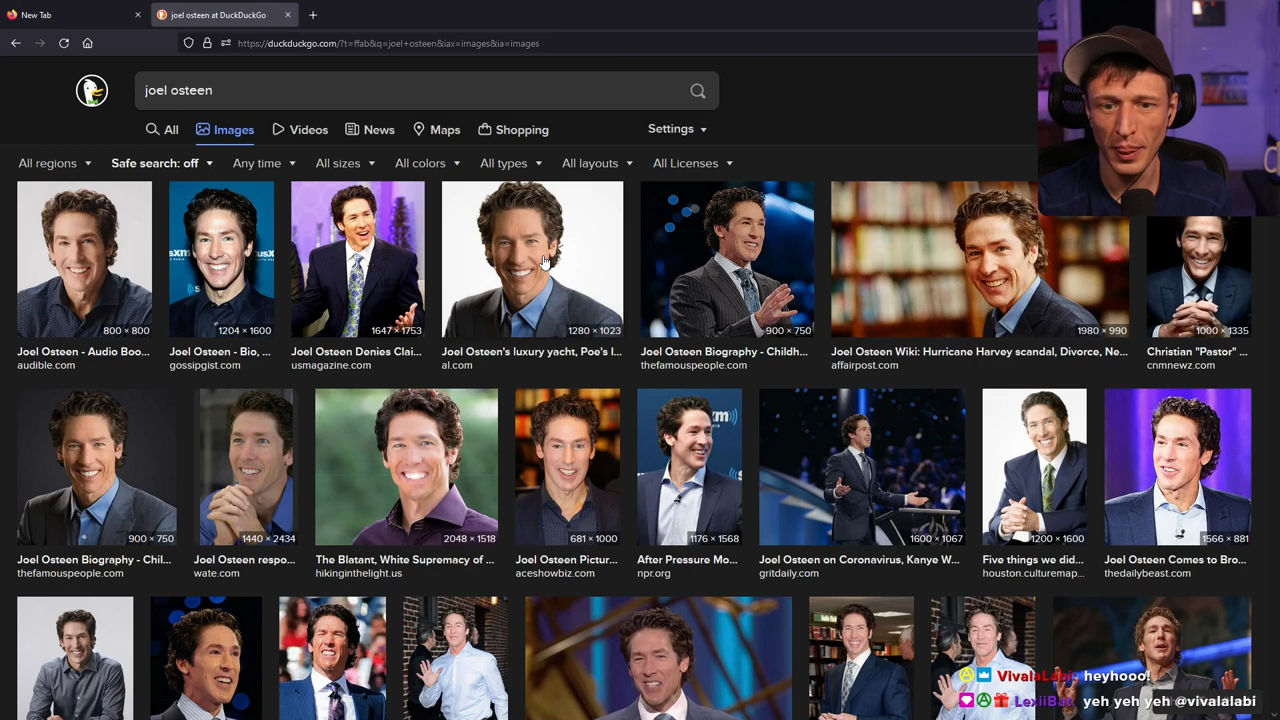 New Tab
joel osteen at DuckDuckGo
https://duckduckgo.com/?t=ffab&q=joel+osteen&iax=images&ia=images
joel osteen
All
Images
Videos
News
Maps
Shopping
Settings
All regions
Safe search: off
Any time
All sizes
All colors
All types
All layouts
All Licenses
800 × 800
1204 × 1600
1647 × 1753
1280 × 1023
900 × 750
1980 × 990
1000 × 1335
Joel Osteen - Audio Boo...
Joel Osteen - Bio, ...
Joel Osteen Denies Clai...
Joel Osteen's luxury yacht, Poe's l...
Joel Osteen Biography - Childh...
Joel Osteen Wiki: Hurricane Harvey scandal, Divorce, Ne...
Christian "Pastor" ...
audible.com
gossipgist.com
usmagazine.com
al.com
thefamouspeople.com
affairpost.com
cnmnewz.com
900 × 750
1440 × 2434
2048 × 1518
681 × 1000
1176 × 1568
1600 × 1067
1200 × 1600
1566 × 881
Joel Osteen Biography - Chil...
Joel Osteen respo...
The Blatant, White Supremacy of ...
Joel Osteen Pictur...
After Pressure Mo...
Joel Osteen on Coronavirus, Kanye W...
Five things we did...
Joel Osteen Comes to Bro...
thefamouspeople.com
wate.com
hikinginthelight.us
aceshowbiz.com
npr.org
gritdaily.com
houston.culturemap...
thedailybeast.com
heyhooo!
yeh yeh yeh @vivalalabi